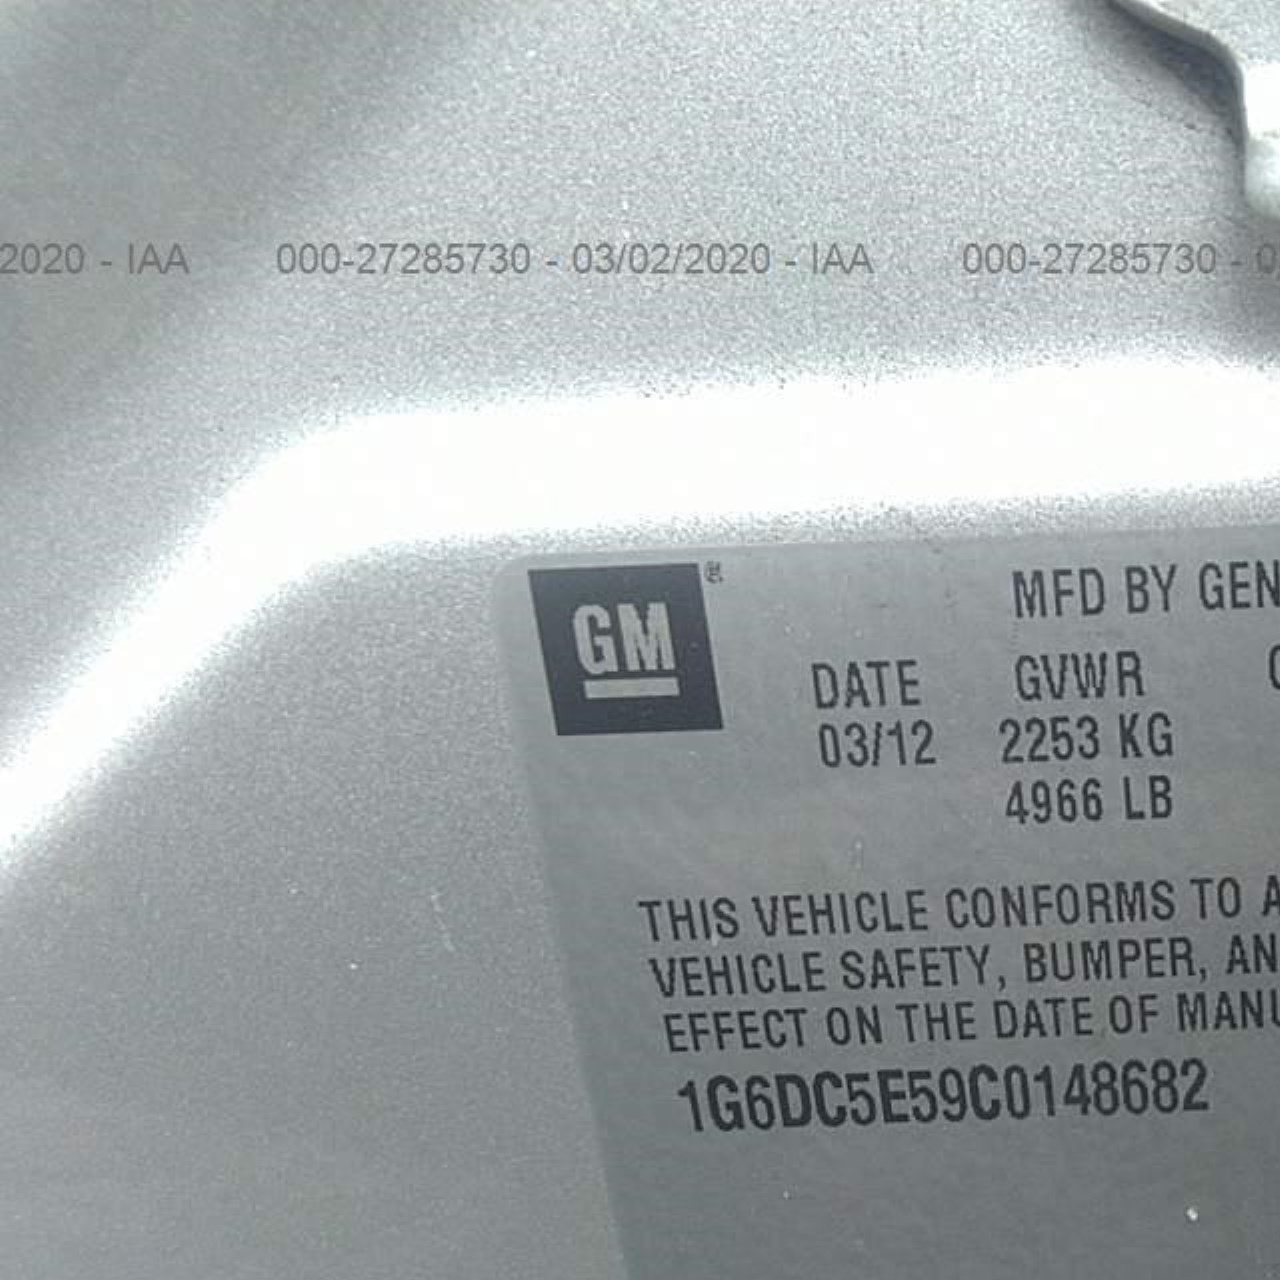 2020 - IAA 000-27285730 - 03/02/2020 - IAA 000-27285730 - 0
GM
MFD BY GEN
DATE GVWR
03/12 2253 KG
4966 LB
THIS VEHICLE CONFORMS TO A
VEHICLE SAFETY, BUMPER, AN
EFFECT ON THE DATE OF MANU
1G6DC5E59C0148682